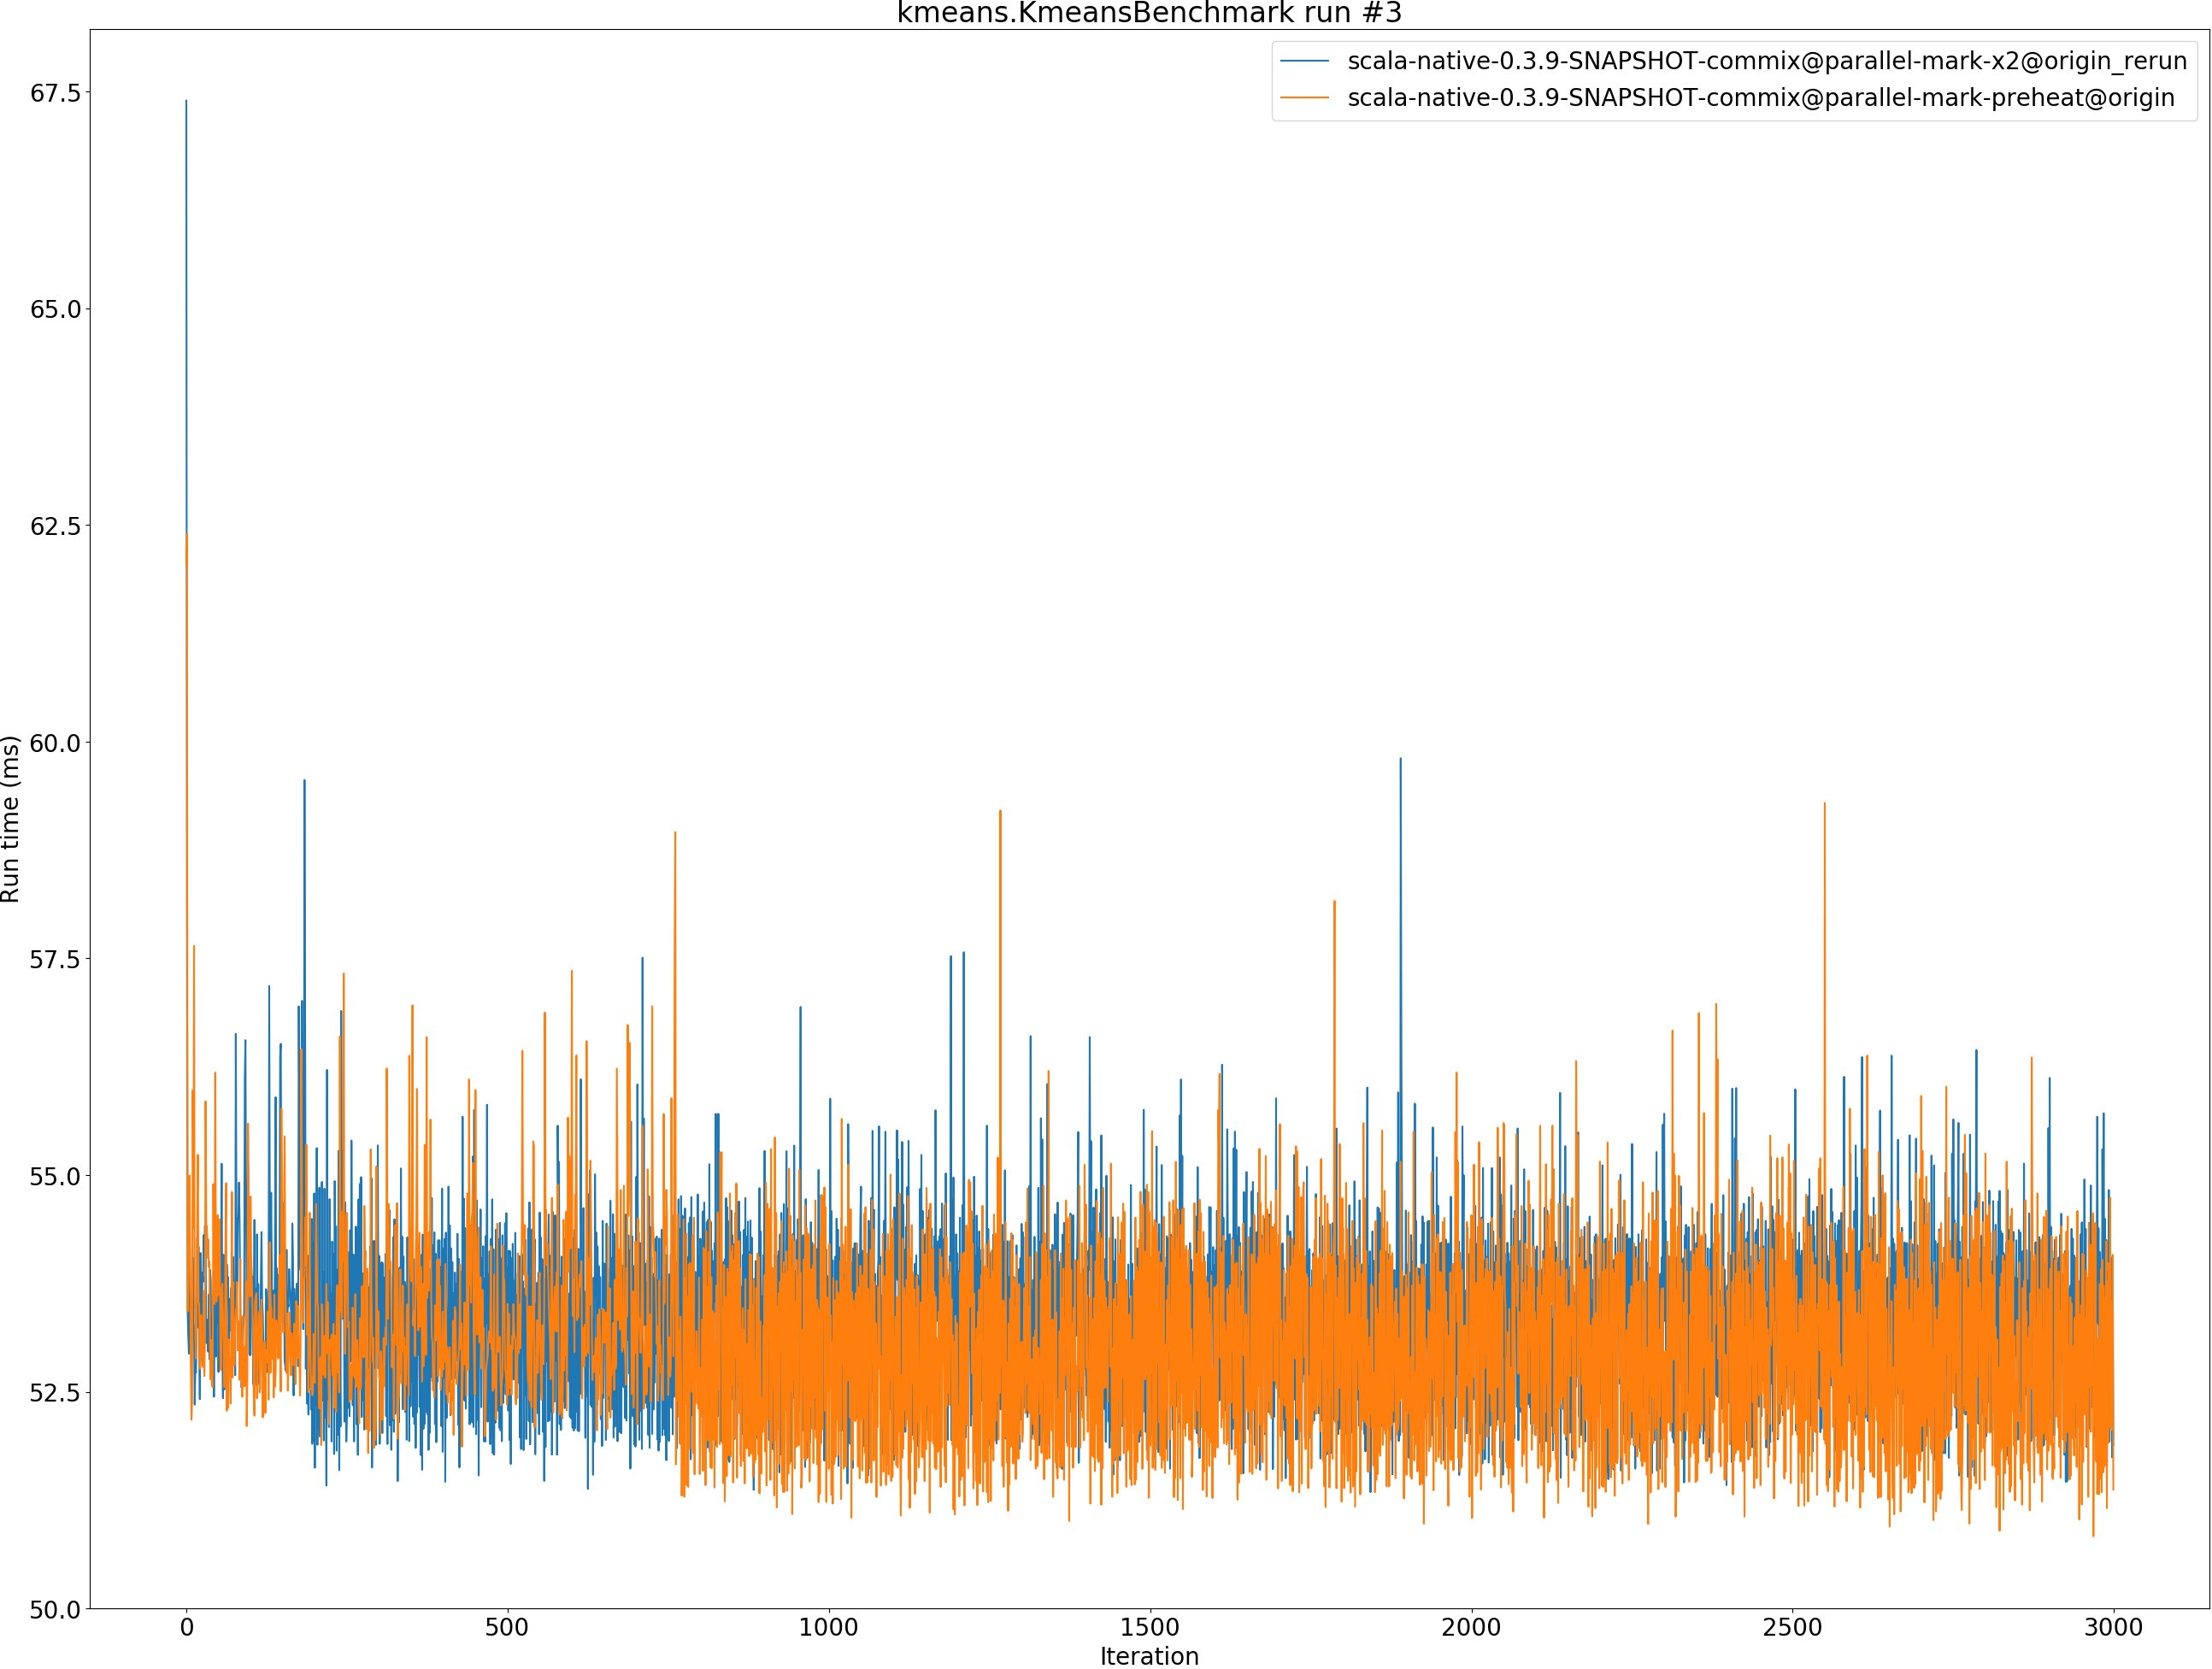 kmeans.KmeansBenchmark run #3
scala-native-0.3.9-SNAPSHOT-commix@parallel-mark-x2@origin_rerun
scala-native-0.3.9-SNAPSHOT-commix@parallel-mark-preheat@origin
67.5
65.0
62.5
60.0
57.5
55.0
52.5
50.0
Run time (ms)
0 500 1000 1500 2000 2500 3000
Iteration